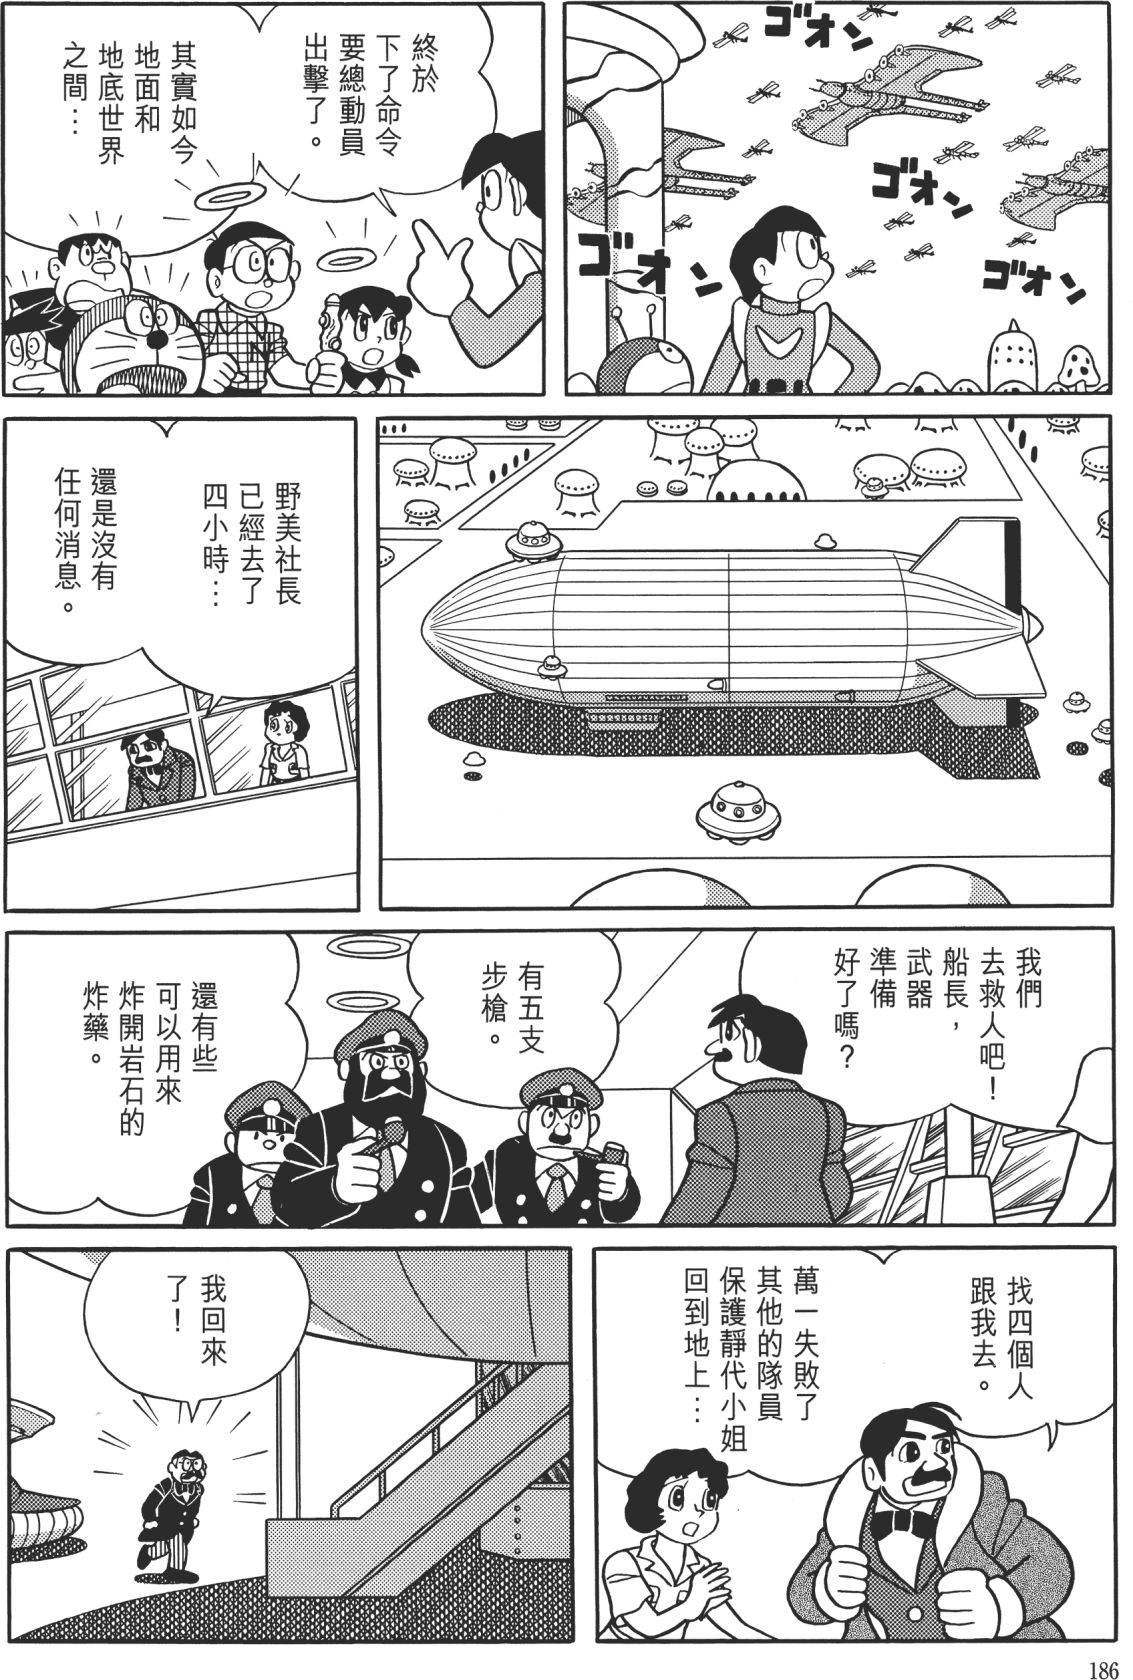 ゴオン
ゴオン
ゴオン
ゴオン
終於
下了命令
要總動員
出擊了。
其實如今
地面和
地底世界
之間…
野美社長
已經去了
四小時…
還是沒有
任何消息。
我們
去救人吧！
船長，
武器
準備
好了嗎？
有五支
步槍。
還有些
可以用來
炸開岩石的
炸藥。
找四個人
跟我去。
萬一失敗了
其他的隊員
保護靜代小姐
回到地上…
我回來
了！
186